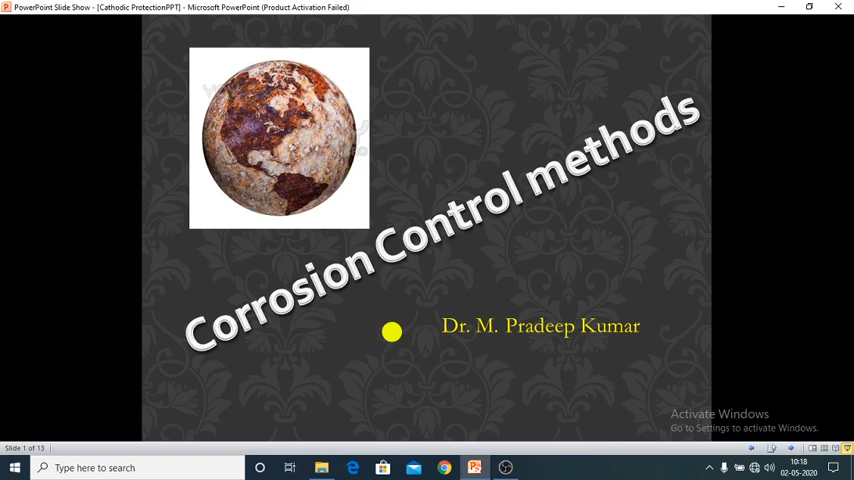 PowerPoint Slide Show - [Cathodic ProtectionPPT] - Microsoft PowerPoint (Product Activation Failed)
Corrosion Control methods
Dr. M. Pradeep Kumar
Activate Windows
Go to Settings to activate Windows.
Slide 1 of 13
Type here to search
10:18
02-05-2020